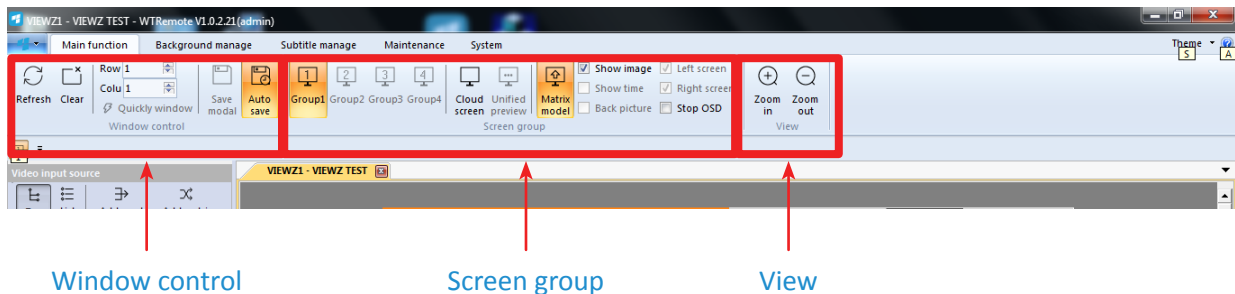 VIEWZ1 - VIEWZ TEST - WTRemote V1.0.2.21(admin)
Main function Background manage Subtitle manage Maintenance System Theme
S A
Row 1 Show image Left screen
Colu 1 Show time Right screen
Refresh Clear Quickly window Save modal Auto save Group1 Group2 Group3 Group4 Cloud screen Unified preview Matrix model Back picture Stop OSD Zoom in Zoom out
Window control Screen group View
Video input source VIEWZ1 - VIEWZ TEST
Window control Screen group View